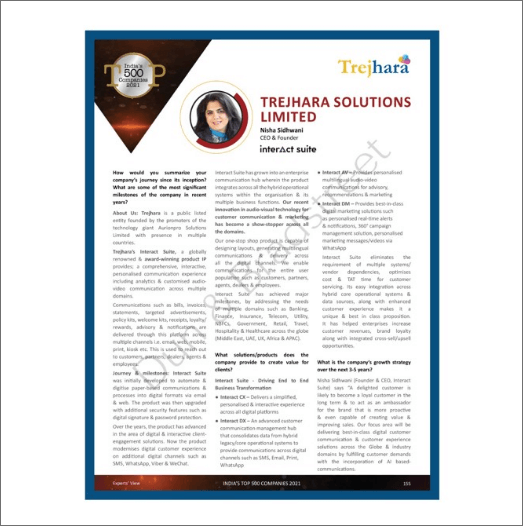 India's
500
Companies
2021
TOP
Trejhara
TREJHARA SOLUTIONS
LIMITED
Nisha Sidhwani
CEO & Founder
interAct suite
How would you summarize your
company's journey since its inception?
What are some of the most significant
milestones of the company in recent
years?
About Us: Trejhara is a public listed
entity founded by the promoters of the
technology giant Aurionpro Solutions
Limited with presence in multiple
countries.
Trejhara's Interact Suite, a globally
renowned & award-winning product IP
provides; a comprehensive, interactive,
personalised communication experience
including analytics & customised audio-
video communication across multiple
domains.
Communications such as bills, invoices,
statements, targeted advertisements,
policy kits, welcome kits, receipts, loyalty/
rewards, advisory & notifications are
delivered through this platform across
multiple channels i.e. email, web, mobile,
print, kiosk etc. This is used to reach out
to customers, partners, dealers, agents &
employees.
Journey & milestones: Interact Suite
was initially developed to automate &
digitise paper-based communications &
processes into digital formats via email
& web. The product was then upgraded
with additional security features such as
digital signature & password protection.
Over the years, the product has advanced
in the area of digital & interactive client-
engagement solutions. Now the product
modernises digital customer experience
on additional digital channels such as
SMS, WhatsApp, Viber & WeChat.
Interact Suite has grown into an enterprise
communication hub wherein the product
integrates across all the hybrid operational
systems within the organisation & its
multiple business functions. Our recent
innovation in audio-visual technology for
customer communication & marketing
has become a show-stopper across all
the domains.
Our one-stop shop product is capable of
designing layouts, generating multilingual
communications & delivery across
all the digital channels. We enable
communications for the entire user
population such as customers, partners,
agents, dealers & employees.
Interact Suite has achieved major
milestones, by addressing the needs
of multiple domains such as Banking,
Finance, Insurance, Telecom, Utility,
NBFCs, Government, Retail, Travel,
Hospitality & Healthcare across the globe
(Middle East, UAE, UK, Africa & APAC).
What solutions/products does the
company provide to create value for
clients?
Interact Suite - Driving End to End
Business Transformation
• Interact CX – Delivers a simplified,
personalised & interactive experience
across all digital platforms
• Interact DX – An advanced customer
communication management hub
that consolidates data from hybrid
legacy/core operational systems to
provide communications across digital
channels such as SMS, Email, Print,
WhatsApp.
• Interact AV – Provides personalised
multilingual audio-video
communications for advisory,
recommendations & marketing
• Interact DM – Provides best-in-class
digital marketing solutions such
as personalised real-time alerts
& notifications, 360° campaign
management solution, personalised
marketing messages/videos via
WhatsApp
Interact Suite eliminates the
requirement of multiple systems/
vendor dependencies, optimises
cost & TAT time for customer
servicing. Its easy integration across
hybrid core operational systems &
data courses, along with enhanced
customer experience makes it a
unique & best in class proposition.
It has helped enterprises increase
customer revenues, brand loyalty
along with integrated cross-sell/upsell
opportunities.
What is the company's growth strategy
over the next 3-5 years?
Nisha Sidhwani (Founder & CEO, Interact
Suite) says "A delighted customer is
likely to become a loyal customer in the
long term & to act as an ambassador
for the brand that is more proactive
& even capable of creating value &
improving sales. Our focus area will be
delivering best-in-class digital customer
communication & customer experience
solutions across the Globe & industry
domains by fulfilling customer demands
with the incorporation of AI based-
communications.
Experts' View
INDIA'S TOP 500 COMPANIES 2021
155